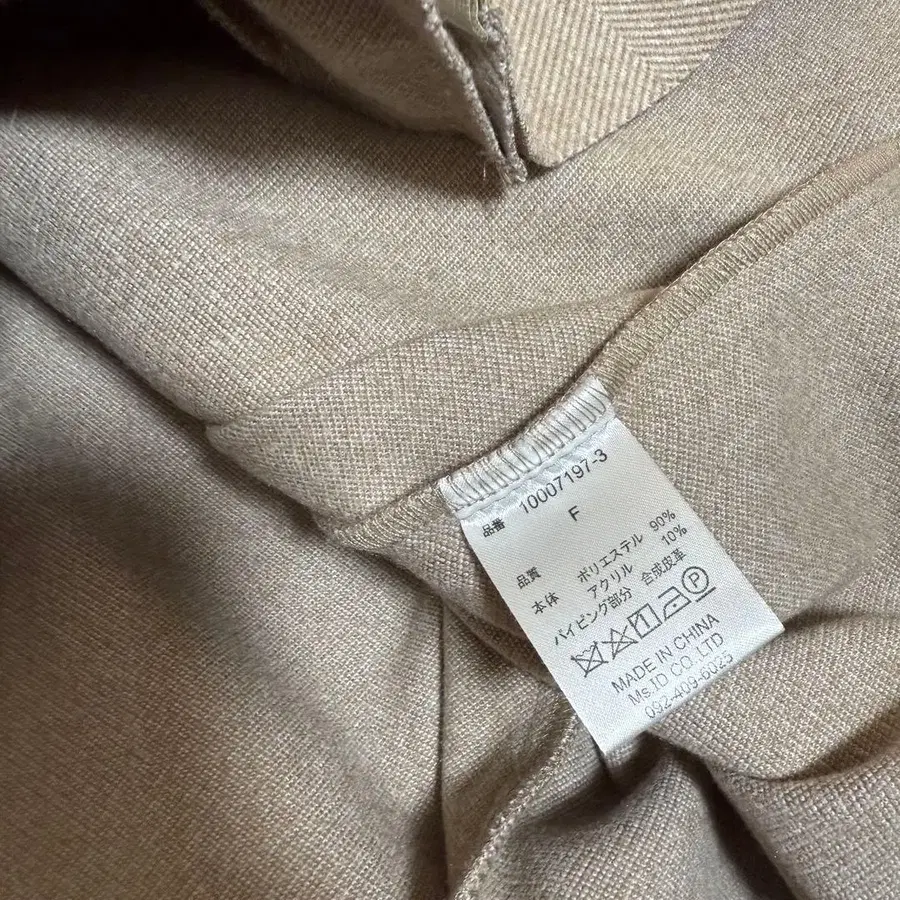 品番 10007197-3
F
品質
本体 ポリエステル 90%
アクリル 10%
パイピング部分 合成皮革
MADE IN CHINA
Ms.ID CO.,LTD
092-409-6023